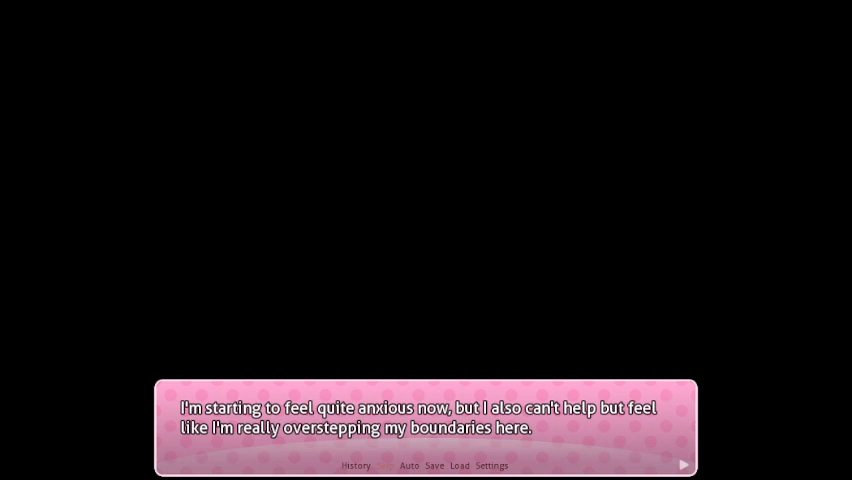 I'm starting to feel quite anxious now, but I also can't help but feel
like I'm really overstepping my boundaries here.
History Skip Auto Save Load Settings